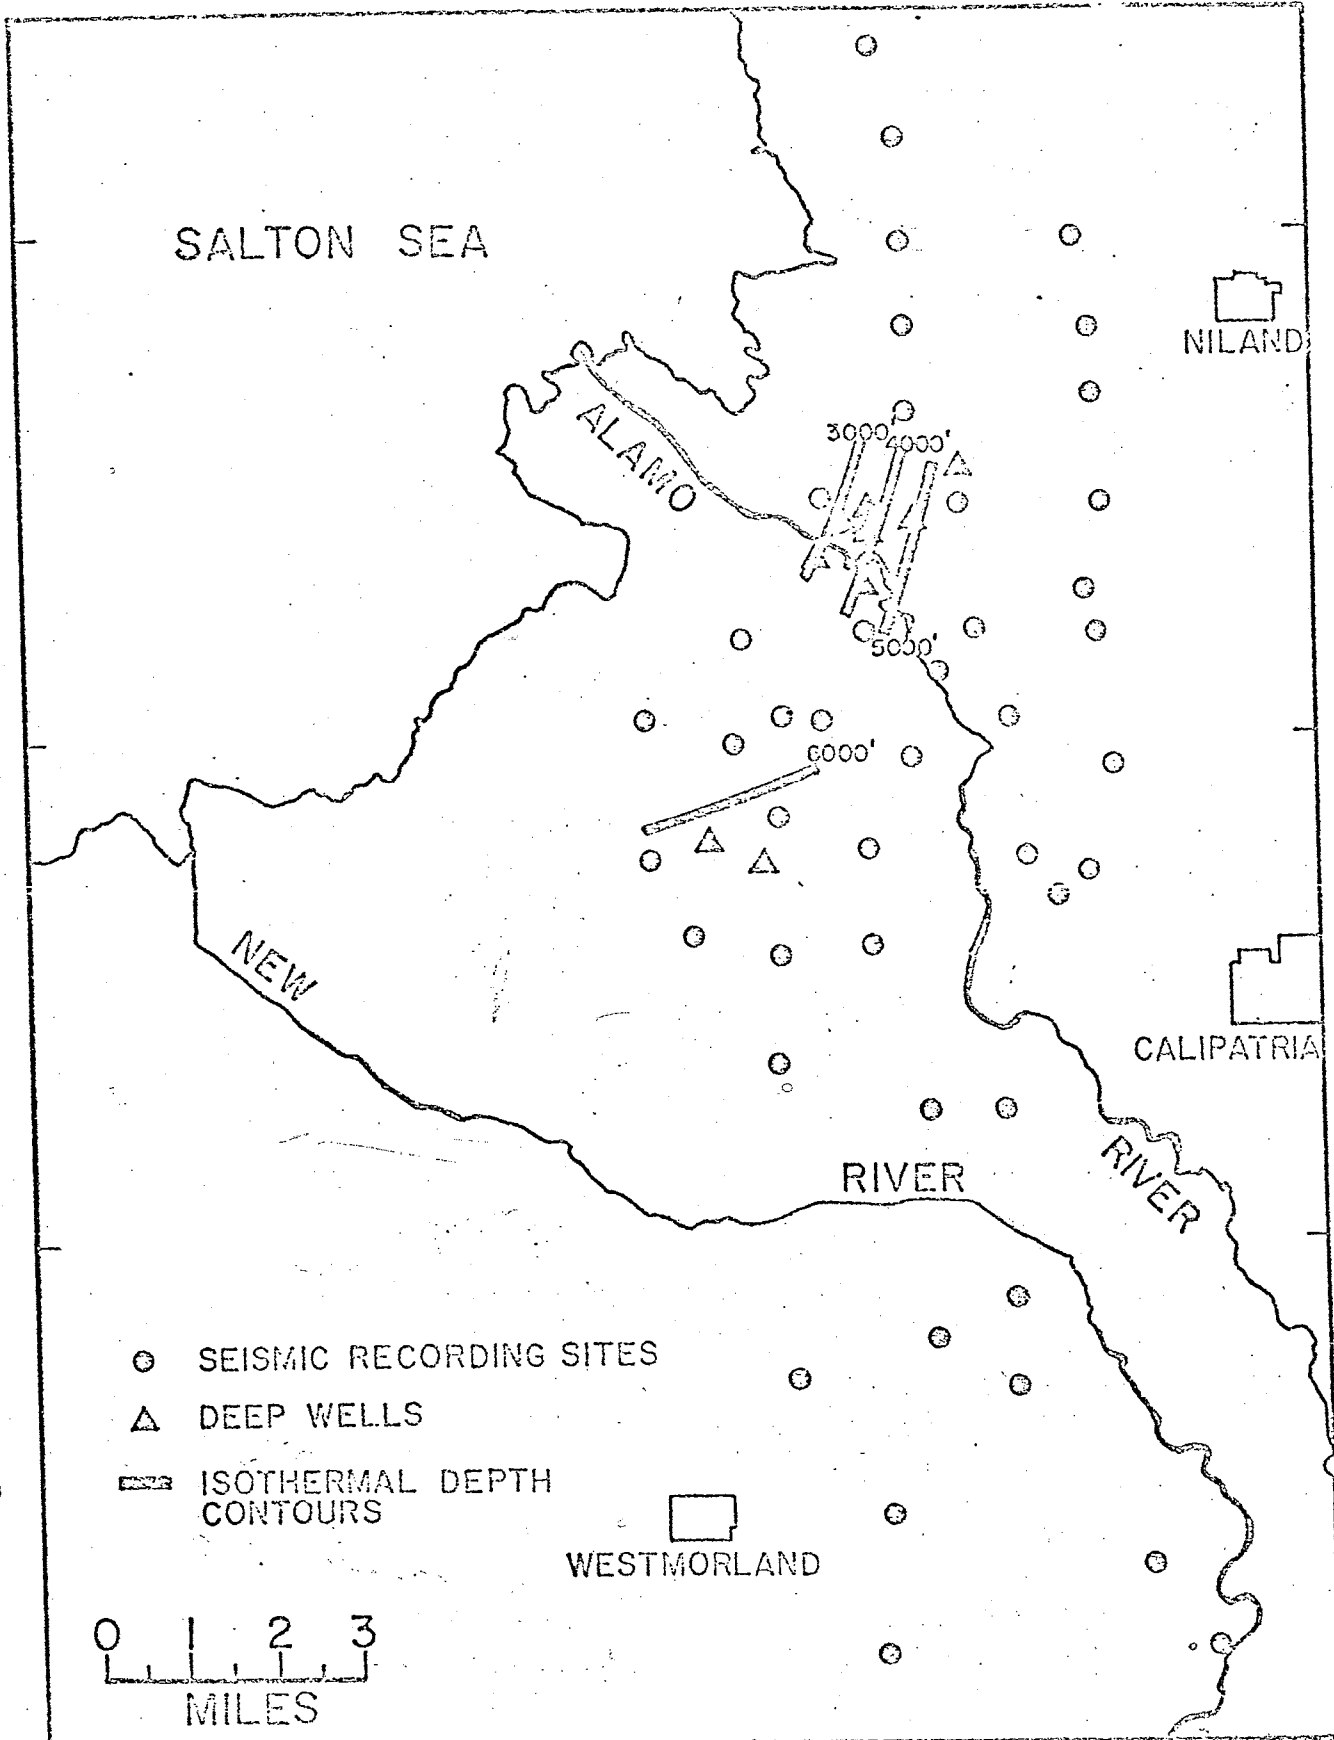 SALTON SEA
NILAND
ALAMO
3000'
4000'
5000'
6000'
NEW
CALIPATRIA
RIVER
RIVER
SEISMIC RECORDING SITES
DEEP WELLS
ISOTHERMAL DEPTH
CONTOURS
WESTMORLAND
0 1 2 3
MILES